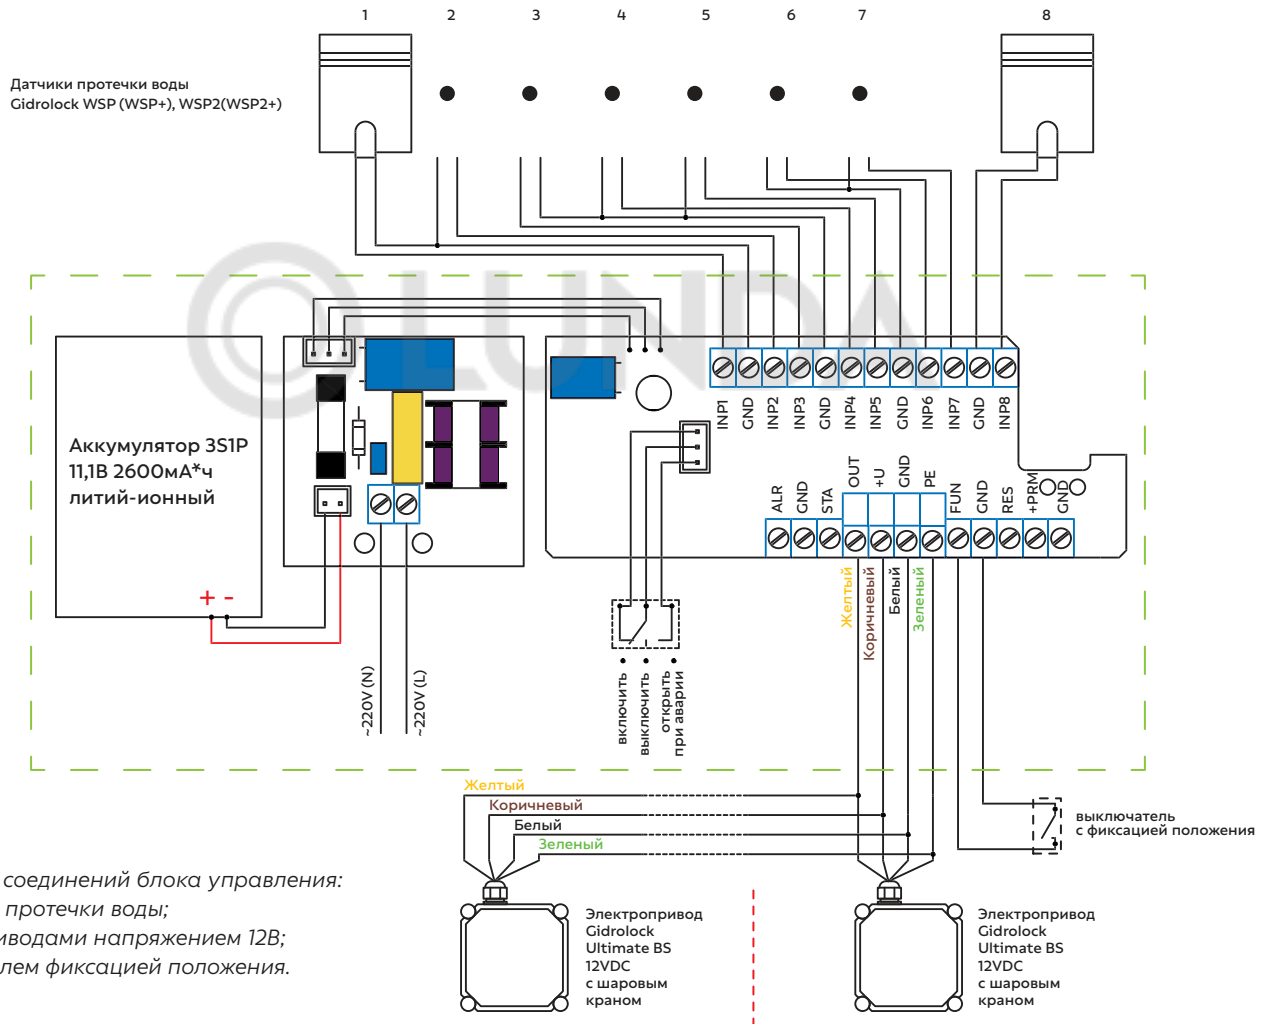 1 2 3 4 5 6 7 8
Датчики протечки воды
Gidrolock WSP (WSP+), WSP2(WSP2+)
LUNDA
Аккумулятор 3S1P
11,1В 2600мА*ч
литий-ионный
+ -
~220V (N)
~220V (L)
INP1 GND INP2 INP3 GND INP4 INP5 GND INP6 INP7 GND INP8
ALR GND STA OUT +U GND PE FUN GND RES +PRM GND
Желтый
Коричневый
Белый
Зеленый
включить
выключить
открыть
при аварии
Желтый
Коричневый
Белый
Зеленый
выключатель
с фиксацией положения
соединений блока управления:
протечки воды;
иводами напряжением 12В;
лем фиксацией положения.
Электропривод
Gidrolock
Ultimate BS
12VDC
с шаровым
краном
Электропривод
Gidrolock
Ultimate BS
12VDC
с шаровым
краном